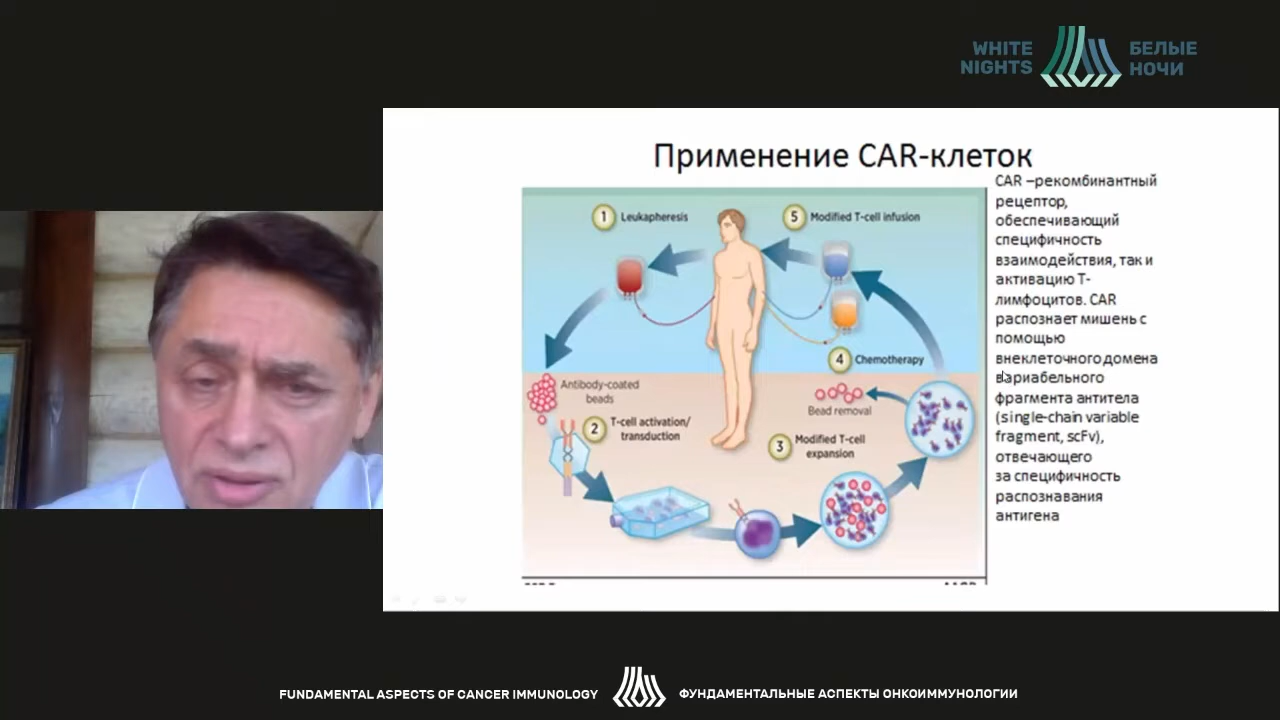 WHITE
NIGHTS
БЕЛЫЕ
НОЧИ
Применение CAR-клеток
1 Leukapheresis
5 Modified T-cell infusion
4 Chemotherapy
Antibody-coated
beads
2 T-cell activation/
transduction
Bead removal
3 Modified T-cell
expansion
CAR –рекомбинантный
рецептор,
обеспечивающий
специфичность
взаимодействия, так и
активацию Т-
лимфоцитов. CAR
распознает мишень с
помощью
внеклеточного домена
вариабельного
фрагмента антитела
(single-chain variable
fragment, scFv),
отвечающего
за специфичность
распознавания
антигена
FUNDAMENTAL ASPECTS OF CANCER IMMUNOLOGY
ФУНДАМЕНТАЛЬНЫЕ АСПЕКТЫ ОНКОИММУНОЛОГИИ